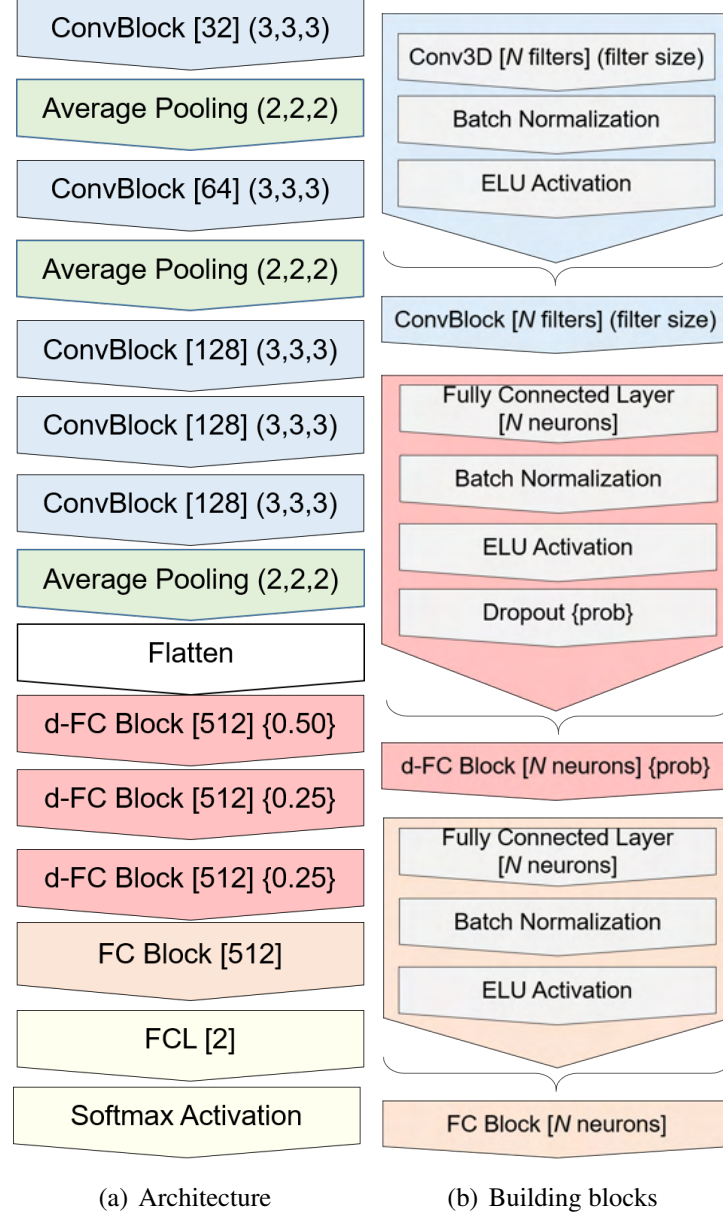 ConvBlock [32] (3,3,3)
Average Pooling (2,2,2)
ConvBlock [64] (3,3,3)
Average Pooling (2,2,2)
ConvBlock [128] (3,3,3)
ConvBlock [128] (3,3,3)
ConvBlock [128] (3,3,3)
Average Pooling (2,2,2)
Flatten
d-FC Block [512] {0.50}
d-FC Block [512] {0.25}
d-FC Block [512] {0.25}
FC Block [512]
FCL [2]
Softmax Activation
(a) Architecture
Conv3D [N filters] (filter size)
Batch Normalization
ELU Activation
ConvBlock [N filters] (filter size)
Fully Connected Layer
[N neurons]
Batch Normalization
ELU Activation
Dropout {prob}
d-FC Block [N neurons] {prob}
Fully Connected Layer
[N neurons]
Batch Normalization
ELU Activation
FC Block [N neurons]
(b) Building blocks